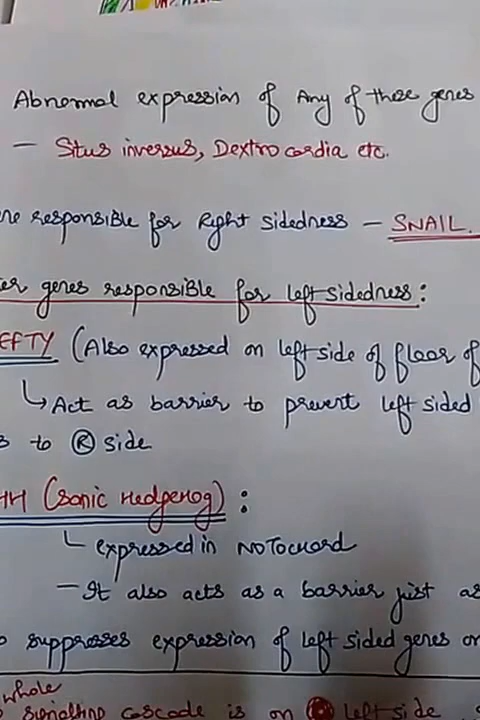 Abnormal expression of Any of these genes
— Situs inversus, Dextrocardia etc.
ne responsible for Right sidedness — SNAIL.
er genes responsible for left sidedness:
EFTY (Also expressed on left side of floor of
↳ Act as barrier to prevent left sided
s to Ⓡ side
HH (Sonic Hedgehog) :
expressed in NOTochord
— It also acts as a barrier just as
o suppresses expression of left sided genes on
whole
signalling cascade is on left side